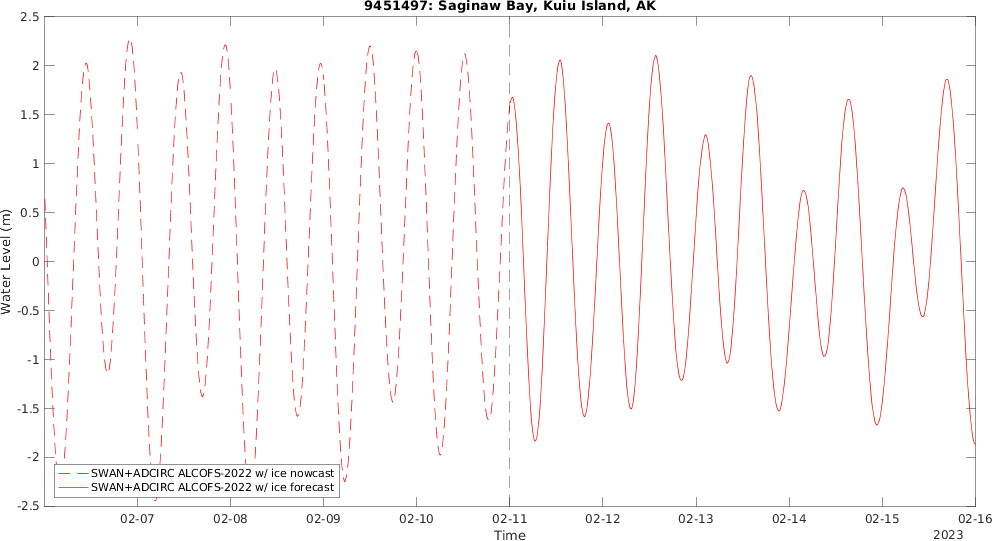 9451497: Saginaw Bay, Kuiu Island, AK
2.5
2
1.5
1
0.5
0
-0.5
-1
-1.5
-2
-2.5
Water Level (m)
SWAN+ADCIRC ALCOFS-2022 w/ ice nowcast
SWAN+ADCIRC ALCOFS-2022 w/ ice forecast
02-07 02-08 02-09 02-10 02-11 02-12 02-13 02-14 02-15 02-16
Time
2023